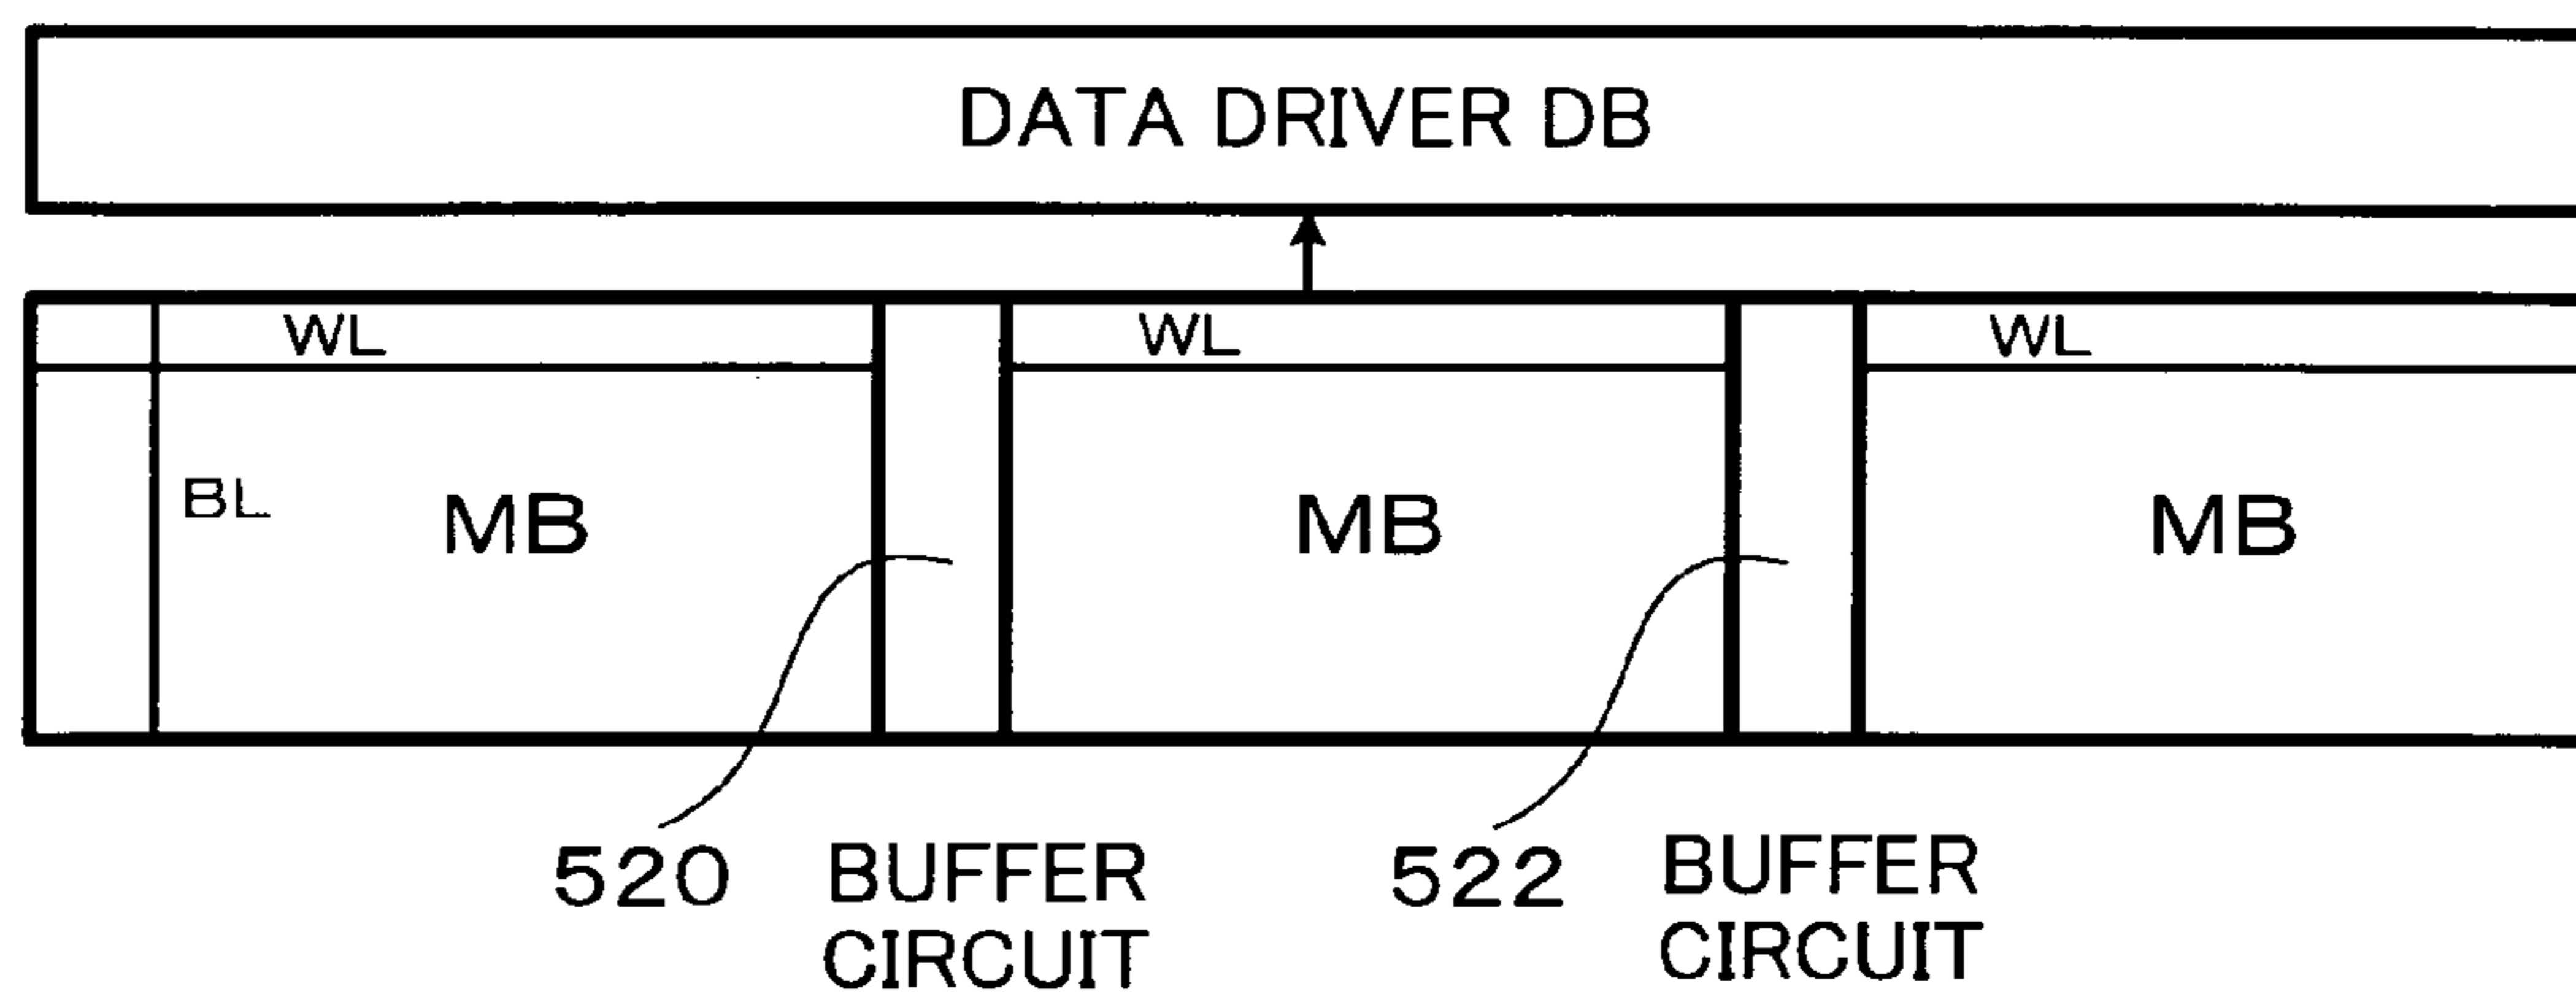 DATA DRIVER DB
WL WL WL
BL MB MB MB
520 BUFFER CIRCUIT
522 BUFFER CIRCUIT